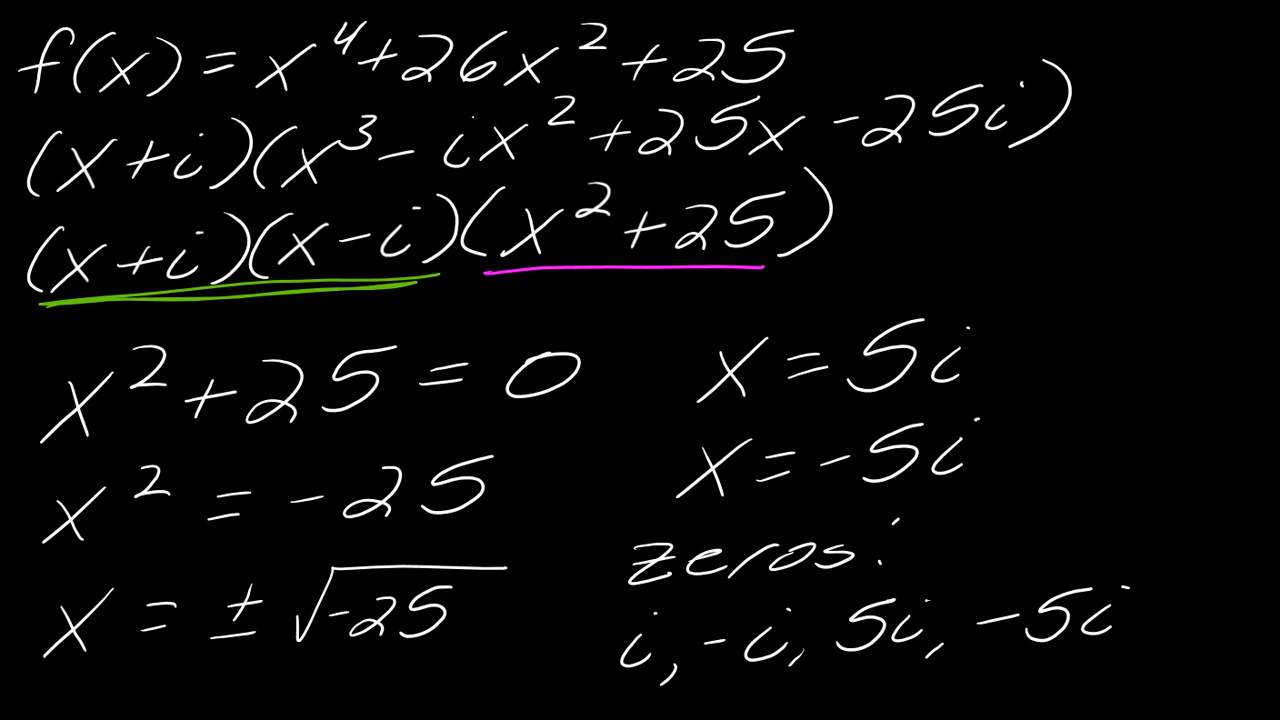 f(x) = x⁴+26x²+25
(x+i)(x³-ix²+25x-25i)
(x+i)(x-i)(x²+25)
x²+25=0
x² = -25
x = ± √-25
x=5i
x=-5i
zeros:
i, -i, 5i, -5i